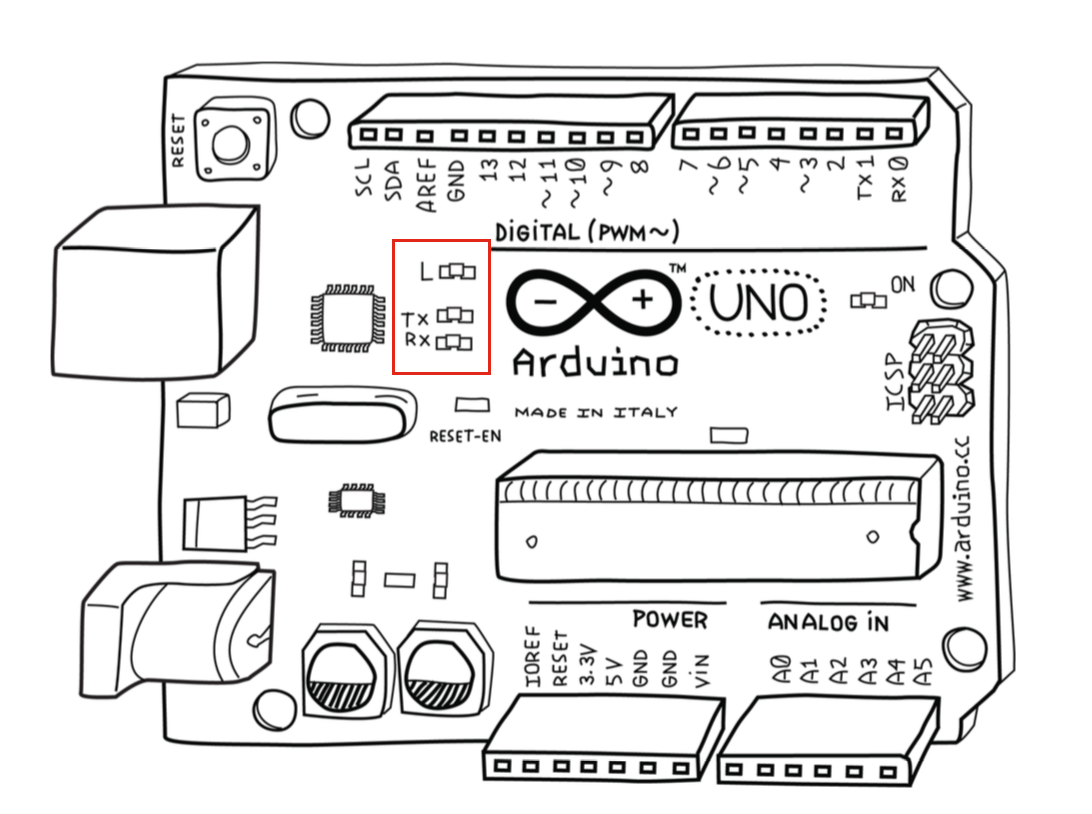 RESET
SCL
SDA
AREF
GND
13
12
~11
~10
~9
8
7
~6
~5
4
~3
2
TX1
RX0
DiGiTAL (PWM~)
L
Tx
Rx
- +
TM
UNO
ON
Arduino
ICSP
MADE IN ITALY
RESET-EN
www.arduino.cc
POWER
ANALOG iN
IOREF
RESET
3.3V
5V
GND
GND
ViN
A0
A1
A2
A3
A4
A5